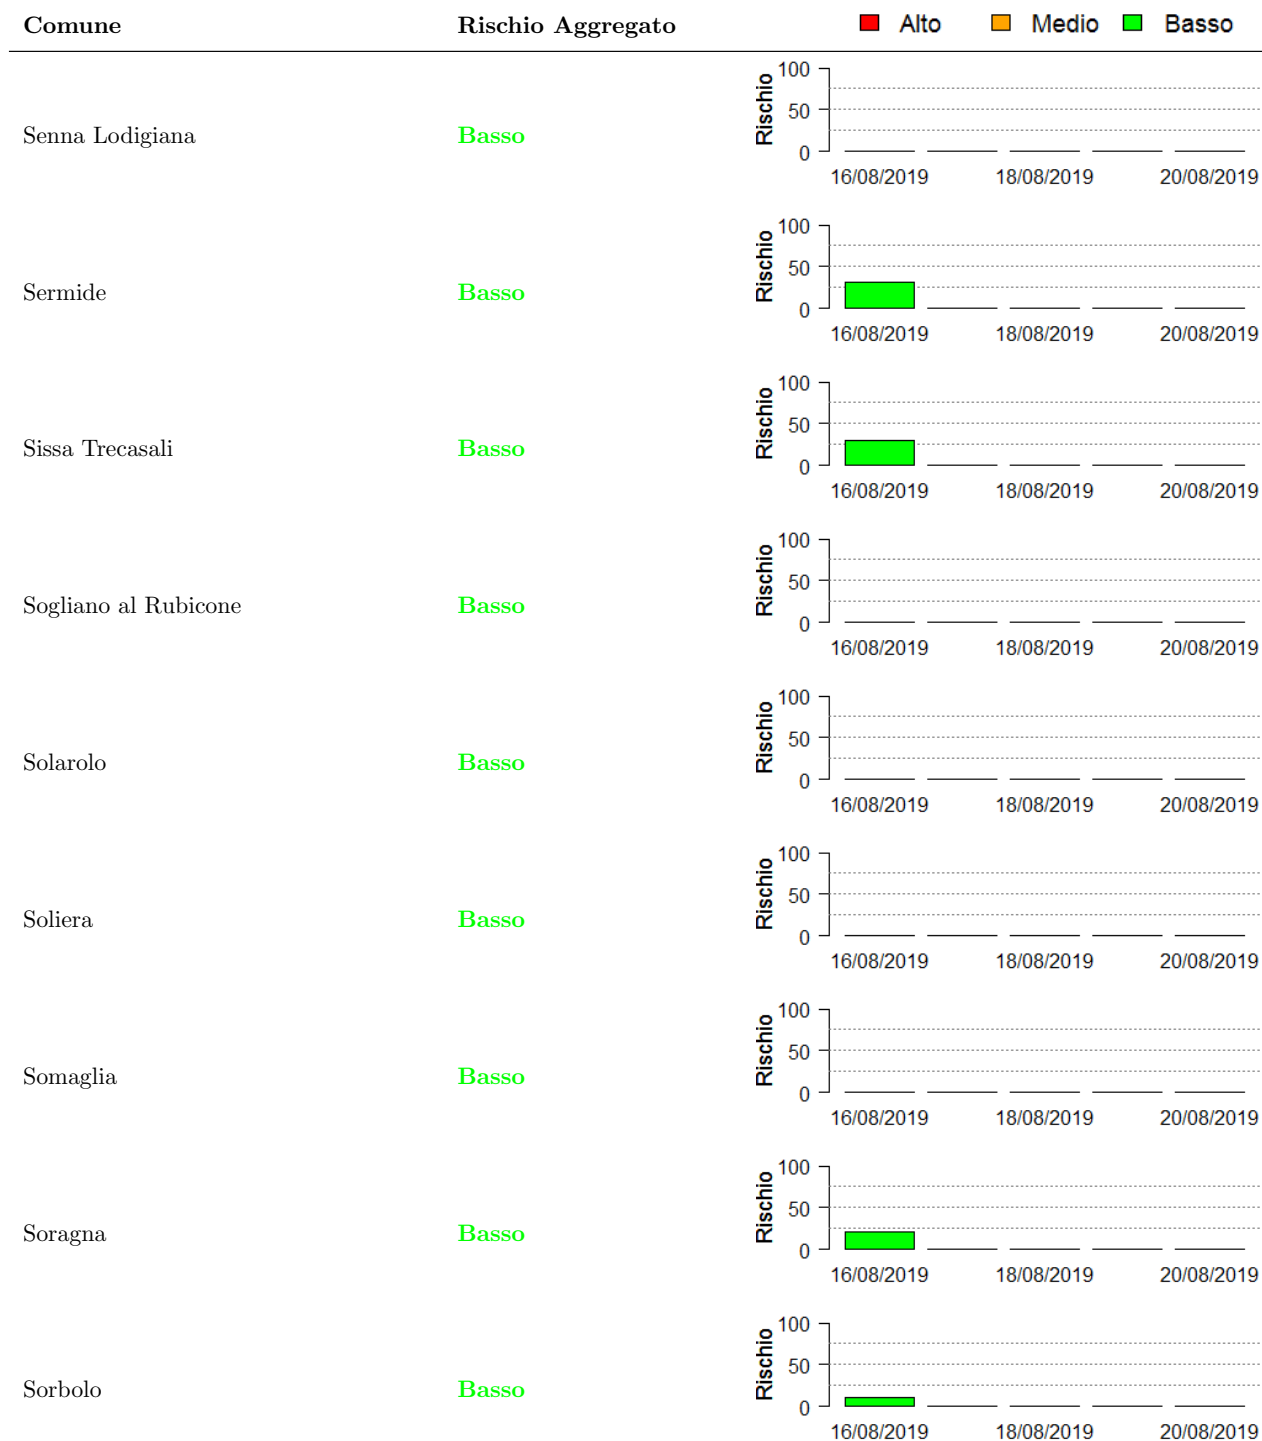 Comune Rischio Aggregato Alto Medio Basso
100
50
0
Rischio
Senna Lodigiana Basso
16/08/2019 18/08/2019 20/08/2019
100
50
0
Rischio
Sermide Basso
16/08/2019 18/08/2019 20/08/2019
100
50
0
Rischio
Sissa Trecasali Basso
16/08/2019 18/08/2019 20/08/2019
100
50
0
Rischio
Sogliano al Rubicone Basso
16/08/2019 18/08/2019 20/08/2019
100
50
0
Rischio
Solarolo Basso
16/08/2019 18/08/2019 20/08/2019
100
50
0
Rischio
Soliera Basso
16/08/2019 18/08/2019 20/08/2019
100
50
0
Rischio
Somaglia Basso
16/08/2019 18/08/2019 20/08/2019
100
50
0
Rischio
Soragna Basso
16/08/2019 18/08/2019 20/08/2019
100
50
0
Rischio
Sorbolo Basso
16/08/2019 18/08/2019 20/08/2019